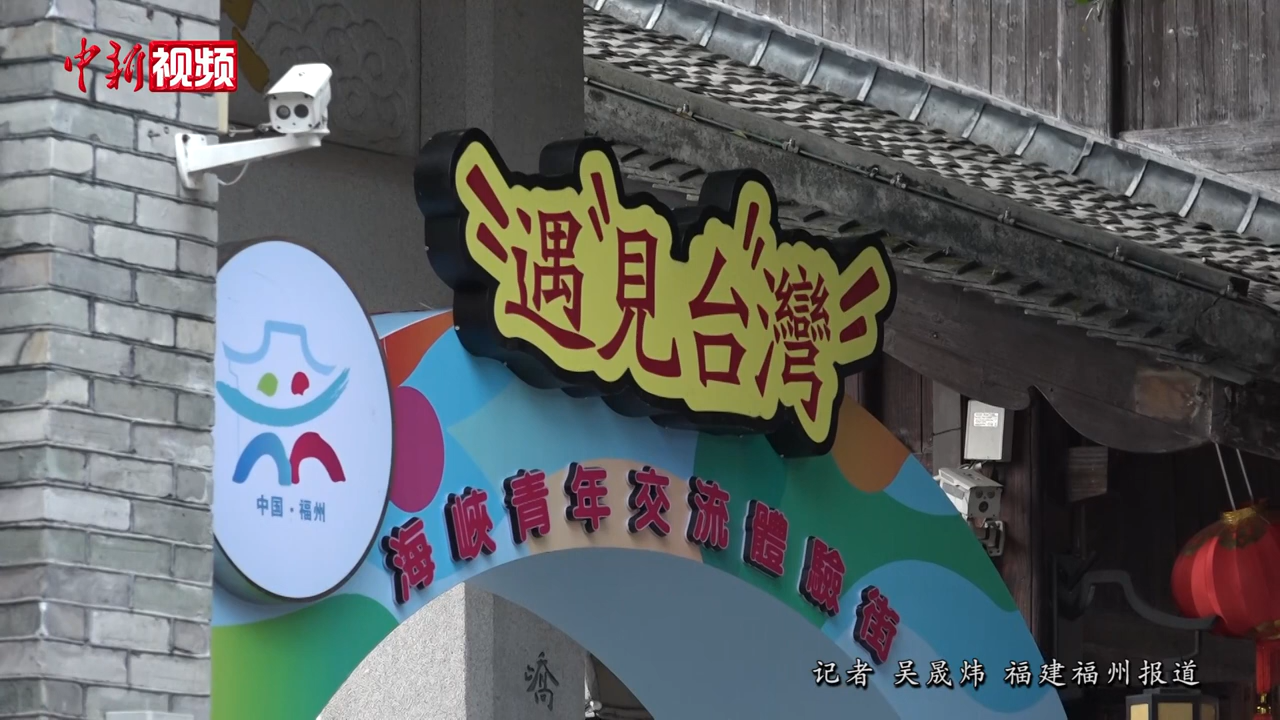 中新视频
遇見台灣
海峽青年交流體驗街
中国·福州
喬
记者 吴晟炜 福建福州报道